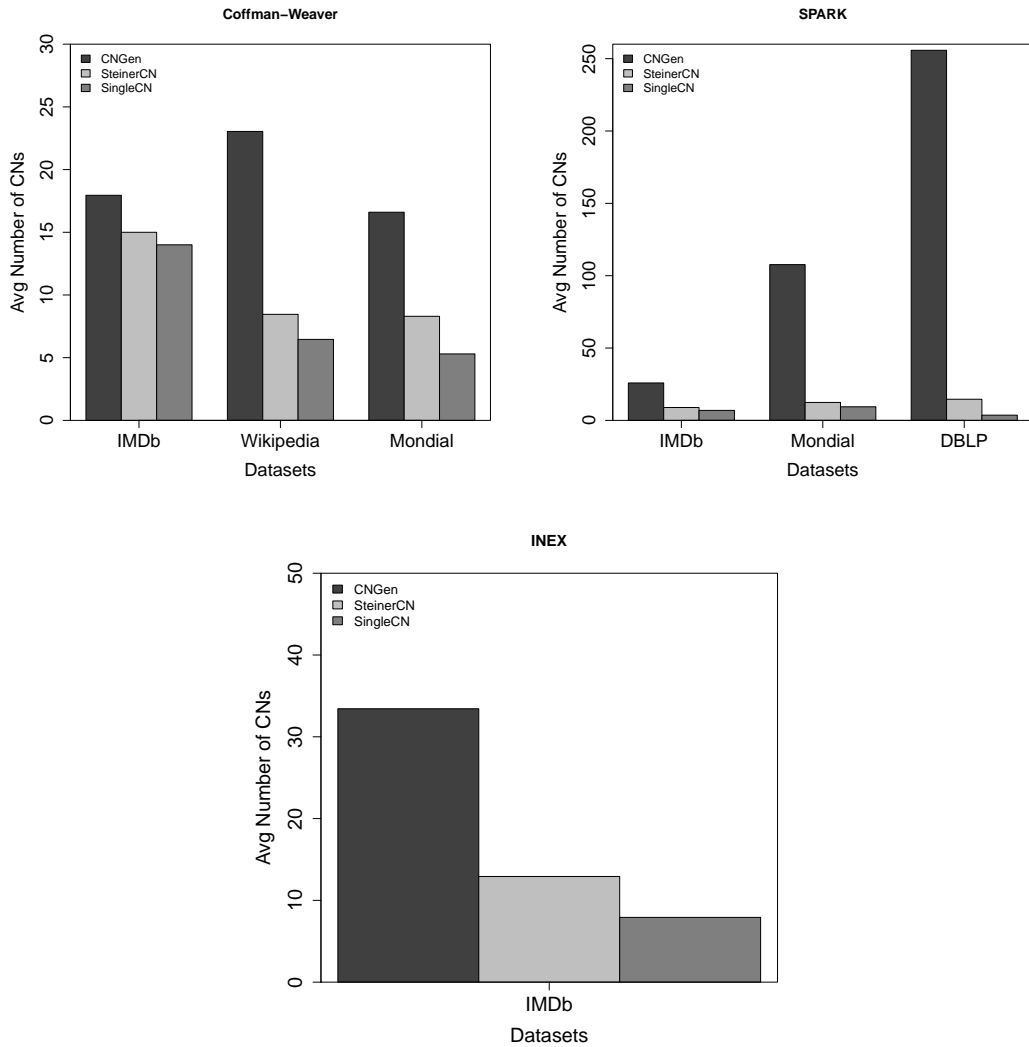 Coffman−Weaver
CNGen
SteinerCN
SingleCN
Avg Number of CNs
30
25
20
15
10
5
0
IMDb Wikipedia Mondial
Datasets
SPARK
CNGen
SteinerCN
SingleCN
Avg Number of CNs
250
200
150
100
50
0
IMDb Mondial DBLP
Datasets
INEX
CNGen
SteinerCN
SingleCN
Avg Number of CNs
50
40
30
20
10
0
IMDb
Datasets